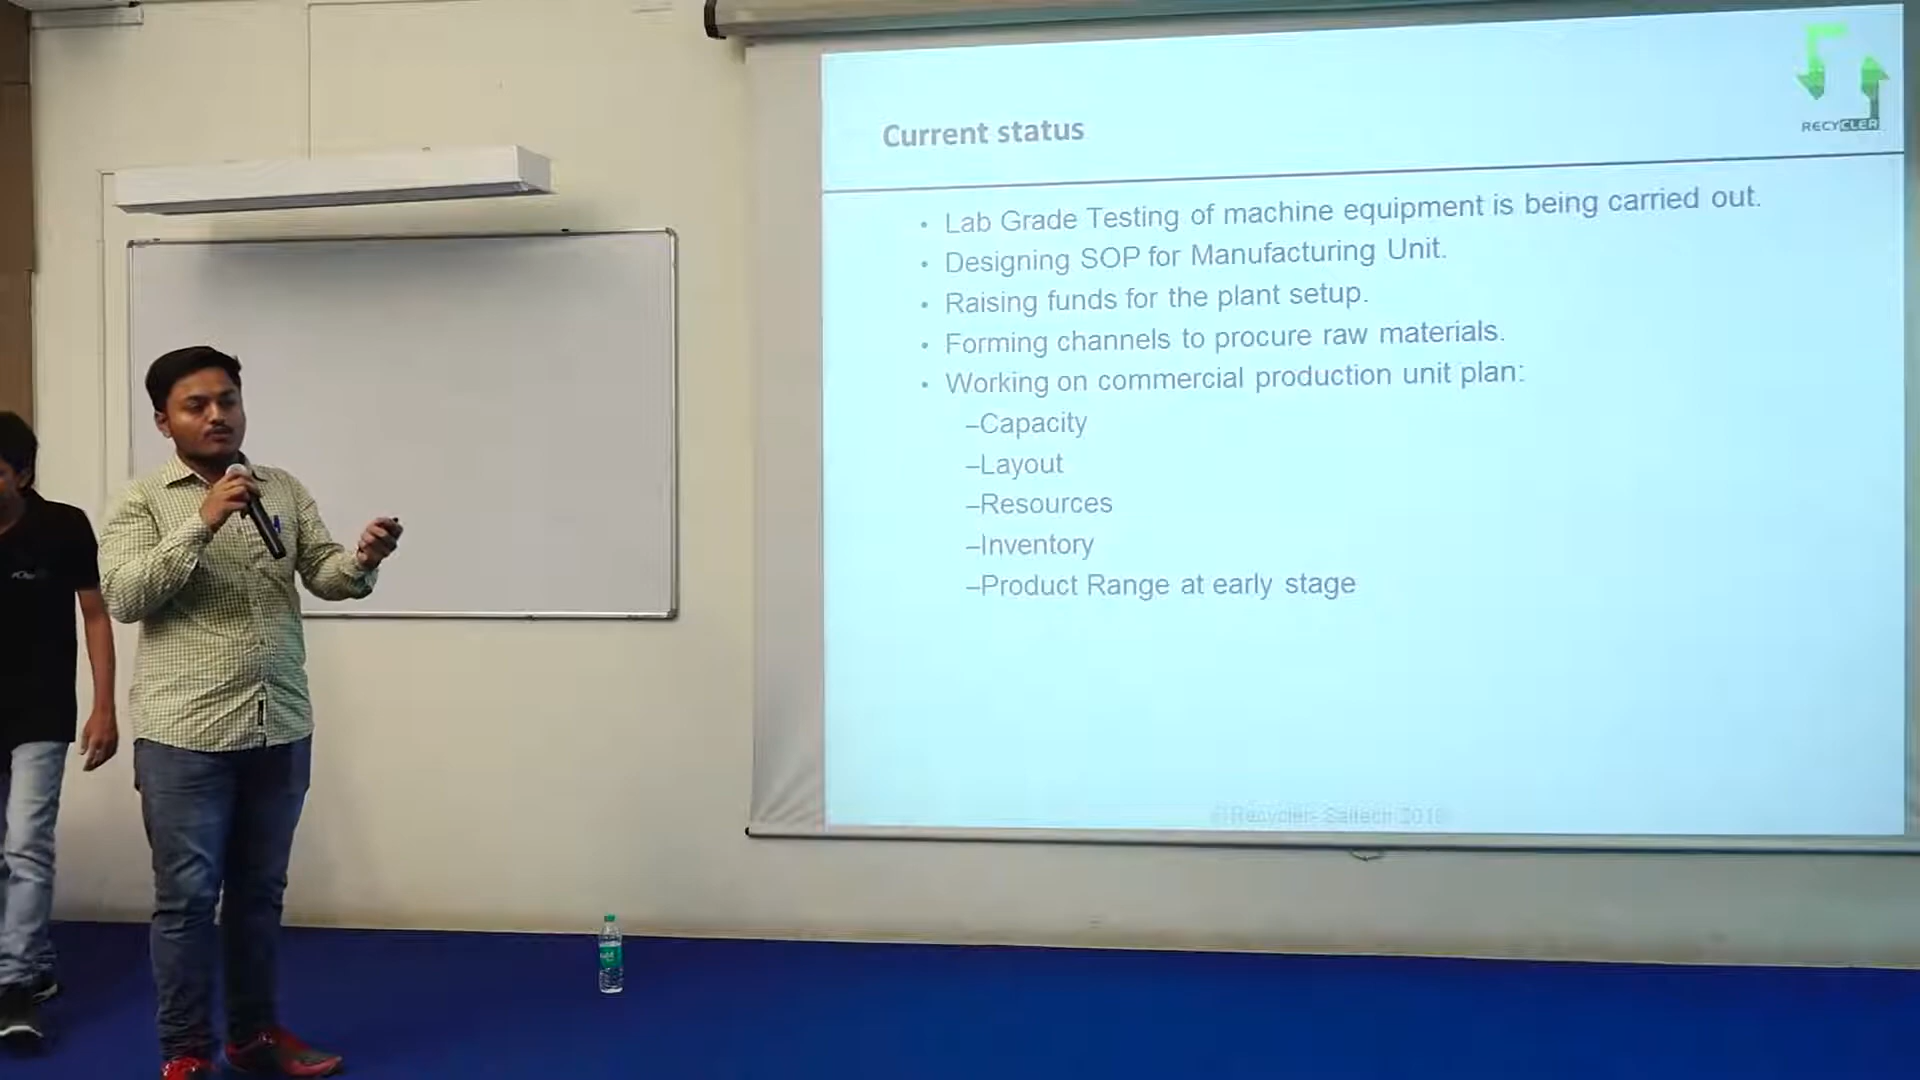 Current status
RECYCLER
• Lab Grade Testing of machine equipment is being carried out.
• Designing SOP for Manufacturing Unit.
• Raising funds for the plant setup.
• Forming channels to procure raw materials.
• Working on commercial production unit plan:
–Capacity
–Layout
–Resources
–Inventory
–Product Range at early stage
Recycler-